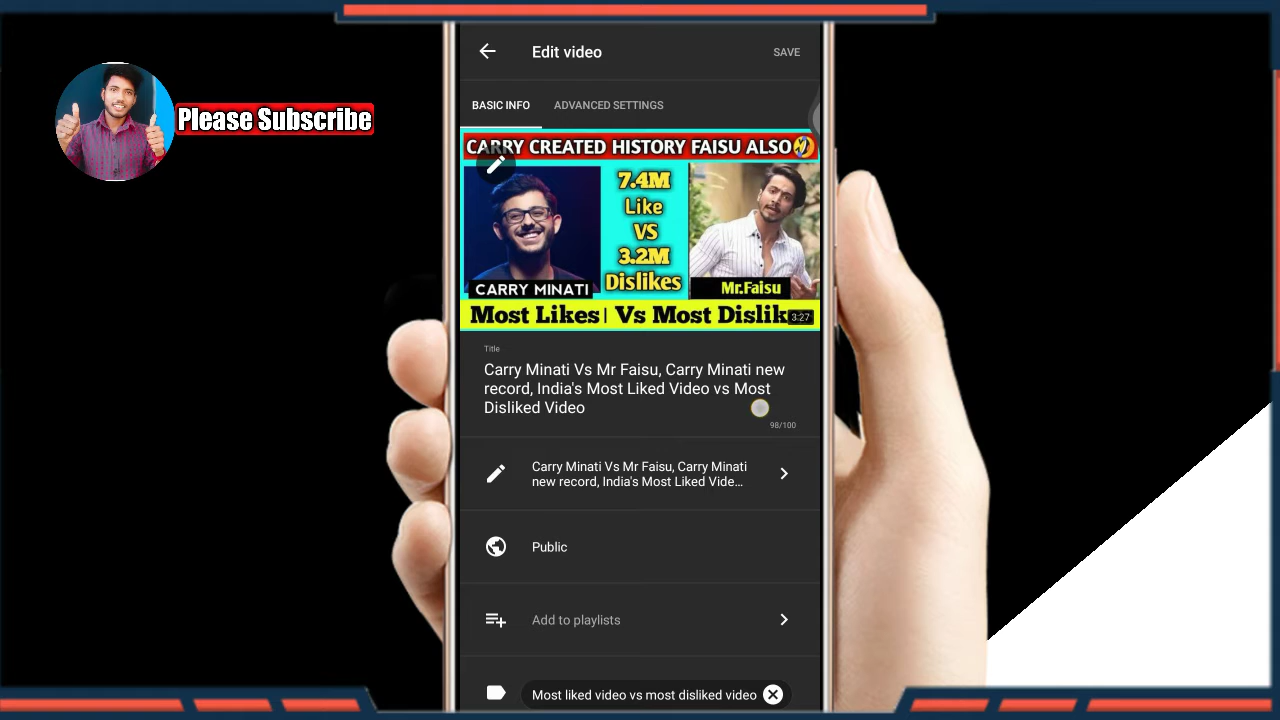 Please Subscribe
Edit video
SAVE
BASIC INFO
ADVANCED SETTINGS
CARRY CREATED HISTORY FAISU ALSO🤣
7.4M
Like
VS
3.2M
Dislikes
CARRY MINATI
Mr.Faisu
Most Likes| Vs Most Dislik
3:27
Title
Carry Minati Vs Mr Faisu, Carry Minati new
record, India's Most Liked Video vs Most
Disliked Video
98/100
Carry Minati Vs Mr Faisu, Carry Minati
new record, India's Most Liked Vide...
Public
Add to playlists
Most liked video vs most disliked video